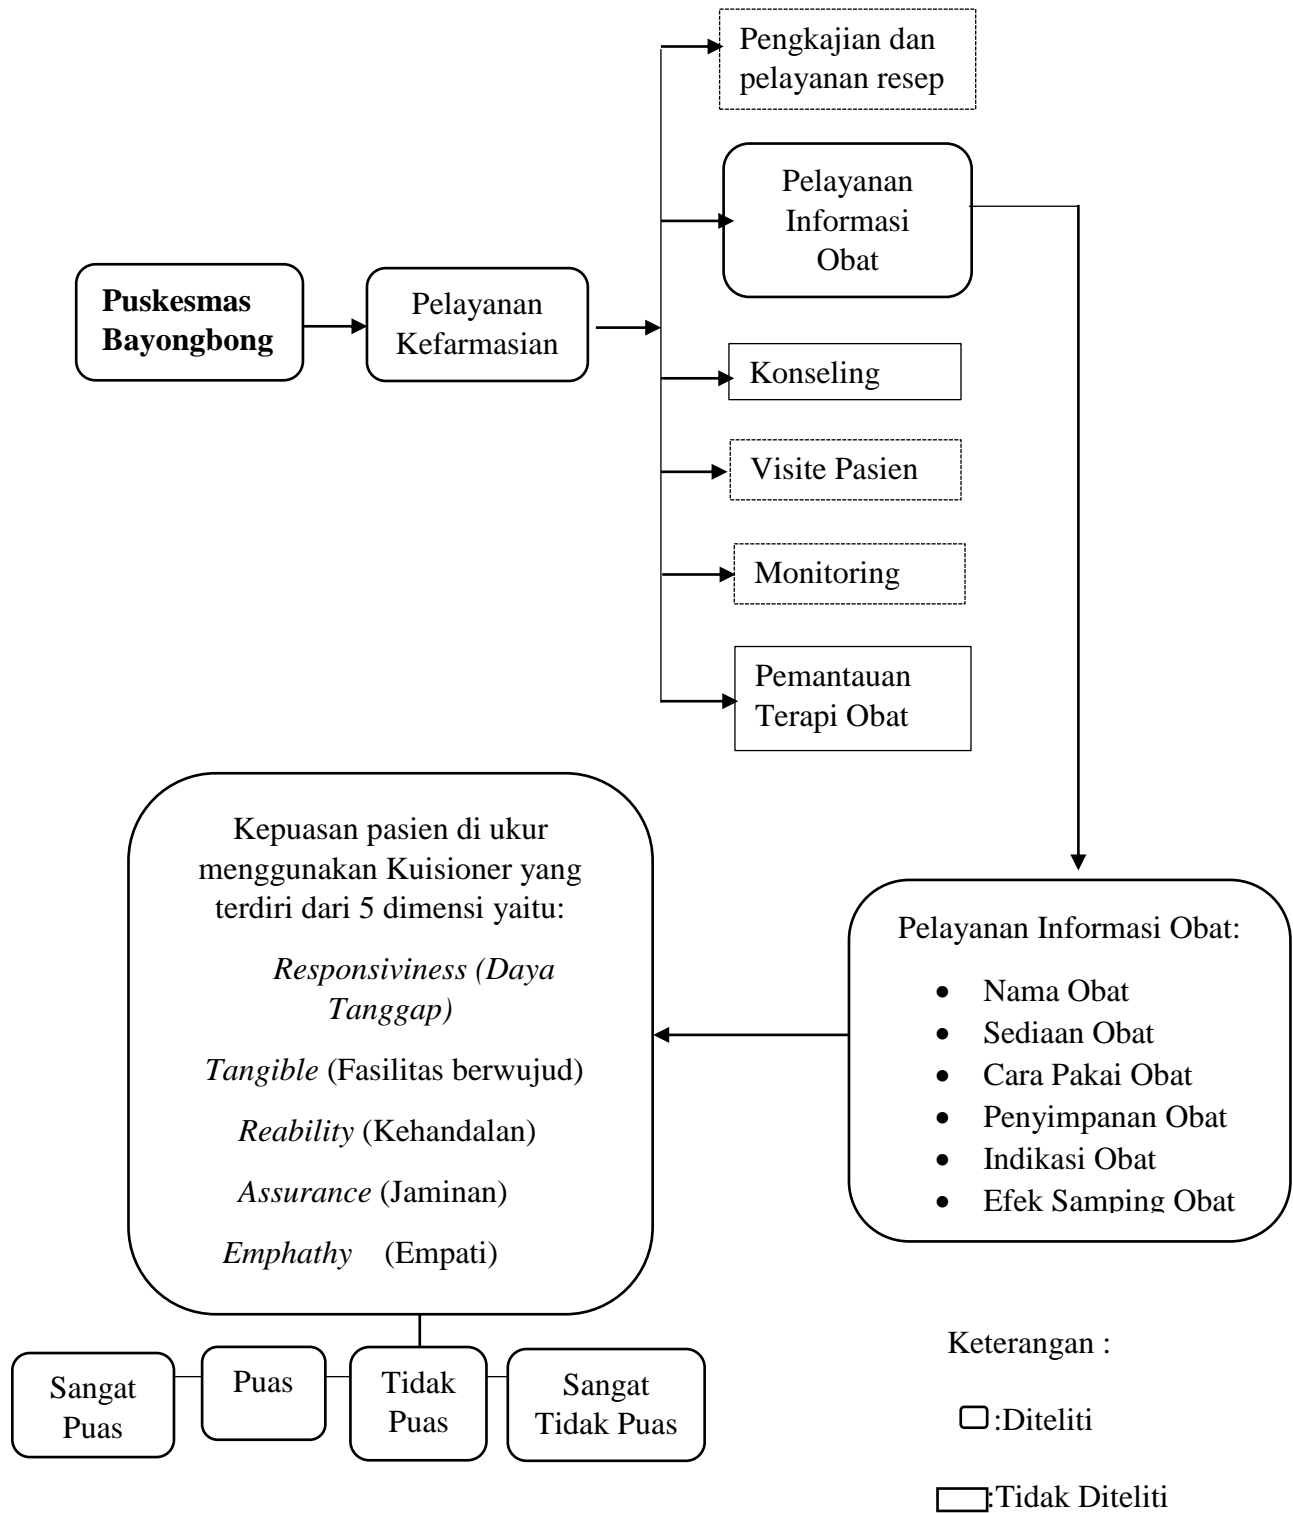 Pengkajian dan
pelayanan resep
Pelayanan
Informasi
Obat
Puskesmas
Bayongbong
Pelayanan
Kefarmasian
Konseling
Visite Pasien
Monitoring
Pemantauan
Terapi Obat
Kepuasan pasien di ukur
menggunakan Kuisioner yang
terdiri dari 5 dimensi yaitu:
Responsiviness (Daya
Tanggap)
Tangible (Fasilitas berwujud)
Reability (Kehandalan)
Assurance (Jaminan)
Emphathy (Empati)
Pelayanan Informasi Obat:
• Nama Obat
• Sediaan Obat
• Cara Pakai Obat
• Penyimpanan Obat
• Indikasi Obat
• Efek Samping Obat
Sangat
Puas
Puas
Tidak
Puas
Sangat
Tidak Puas
Keterangan :
:Diteliti
:Tidak Diteliti